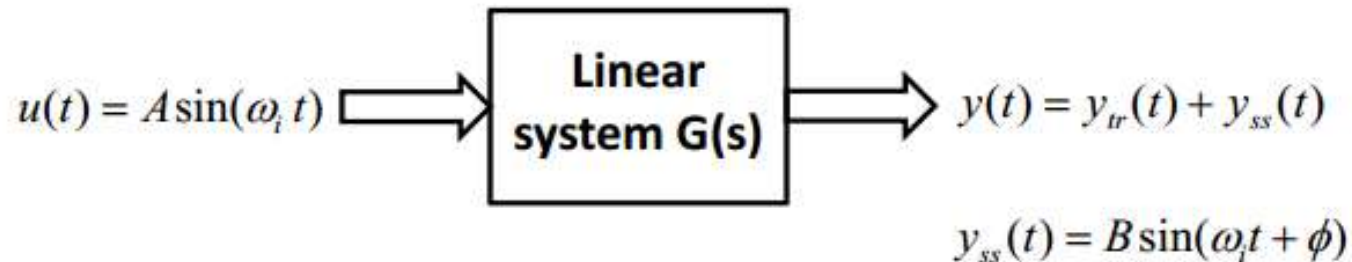 u(t) = A sin(ω_i t)
Linear
system G(s)
y(t) = y_tr(t) + y_ss(t)
y_ss(t) = B sin(ω_i t + ϕ)